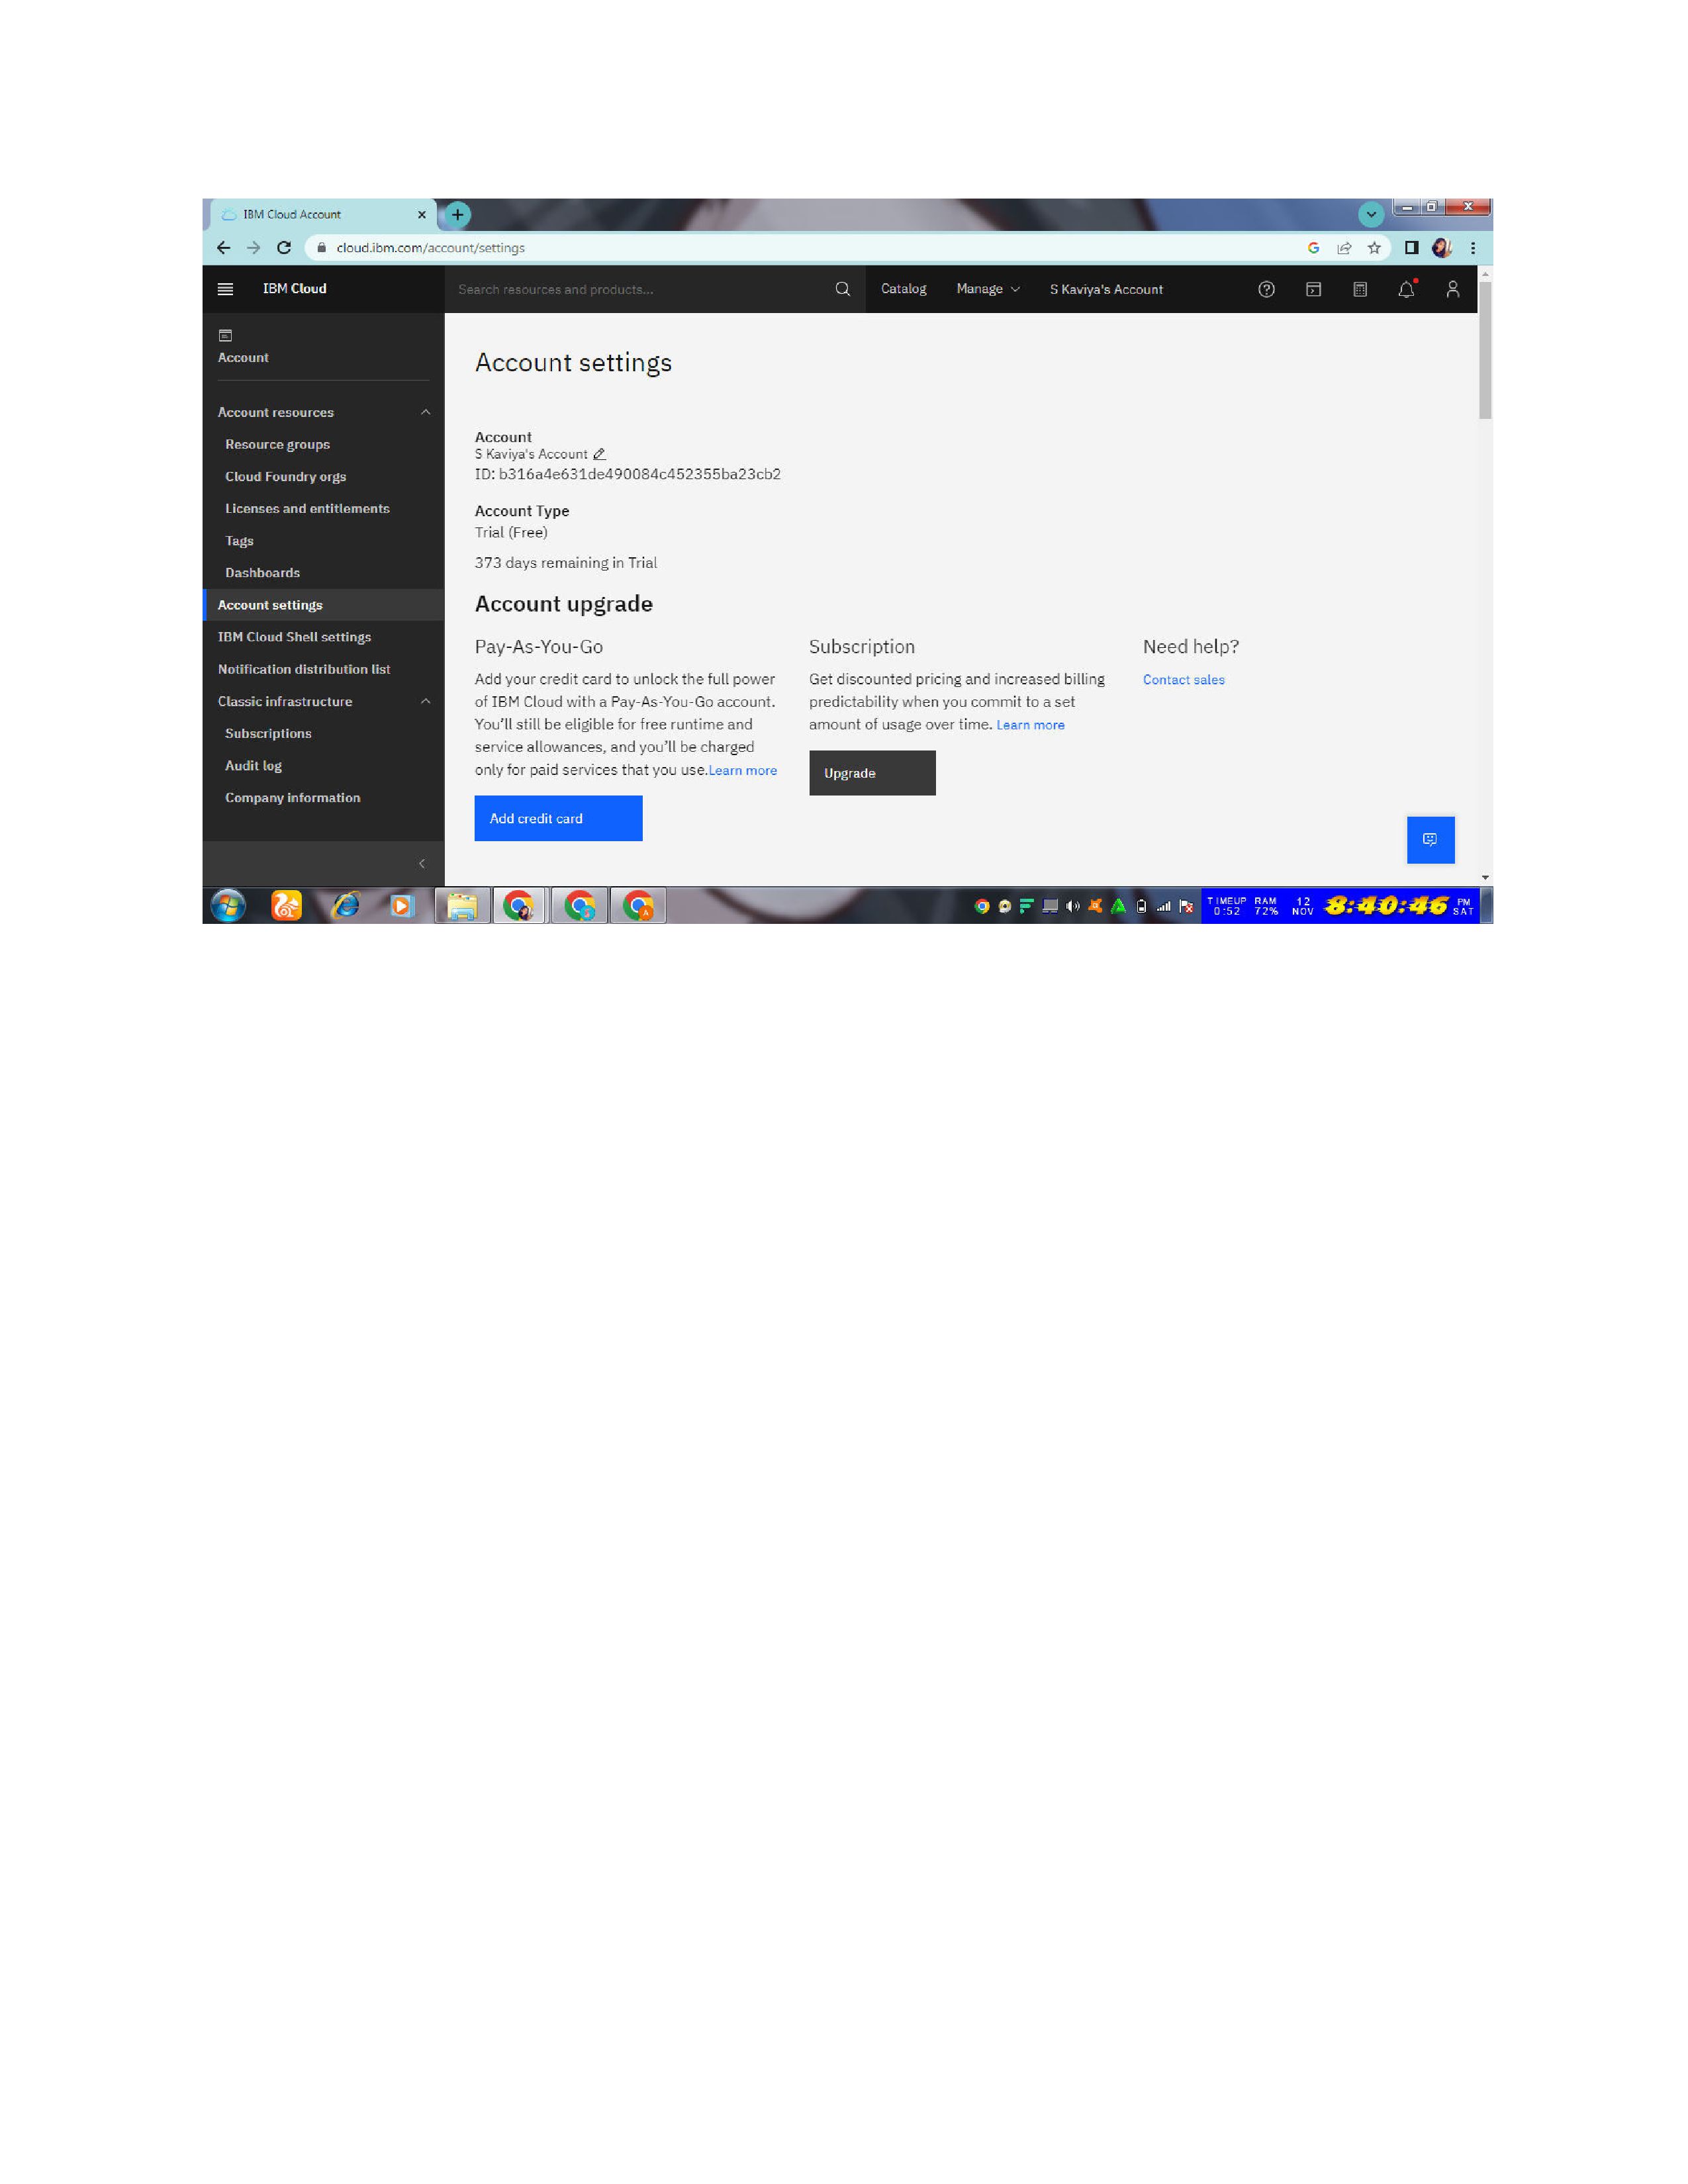 IBM Cloud Account
cloud.ibm.com/account/settings
IBM Cloud
Search resources and products...
Catalog
Manage
S Kaviya's Account
Account
Account resources
Resource groups
Cloud Foundry orgs
Licenses and entitlements
Tags
Dashboards
Account settings
IBM Cloud Shell settings
Notification distribution list
Classic infrastructure
Subscriptions
Audit log
Company information
Account settings
Account
S Kaviya's Account
ID: b316a4e631de490084c452355ba23cb2
Account Type
Trial (Free)
373 days remaining in Trial
Account upgrade
Pay-As-You-Go
Add your credit card to unlock the full power
of IBM Cloud with a Pay-As-You-Go account.
You'll still be eligible for free runtime and
service allowances, and you'll be charged
only for paid services that you use.Learn more
Add credit card
Subscription
Get discounted pricing and increased billing
predictability when you commit to a set
amount of usage over time. Learn more
Upgrade
Need help?
Contact sales
TIMEUP RAM 12
0:52 72% NOV
8:40:46 PM
SAT